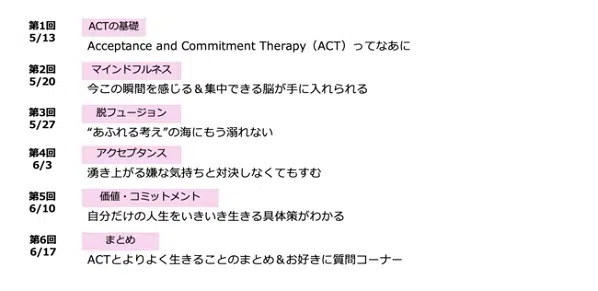 第1回
5/13
ACTの基礎
Acceptance and Commitment Therapy（ACT）ってなあに
第2回
5/20
マインドフルネス
今この瞬間を感じる＆集中できる脳が手に入れられる
第3回
5/27
脱フュージョン
“あふれる考え”の海にもう溺れない
第4回
6/3
アクセプタンス
湧き上がる嫌な気持ちと対決しなくてもすむ
第5回
6/10
価値・コミットメント
自分だけの人生をいきいき生きる具体策がわかる
第6回
6/17
まとめ
ACTとよりよく生きることのまとめ＆お好きに質問コーナー